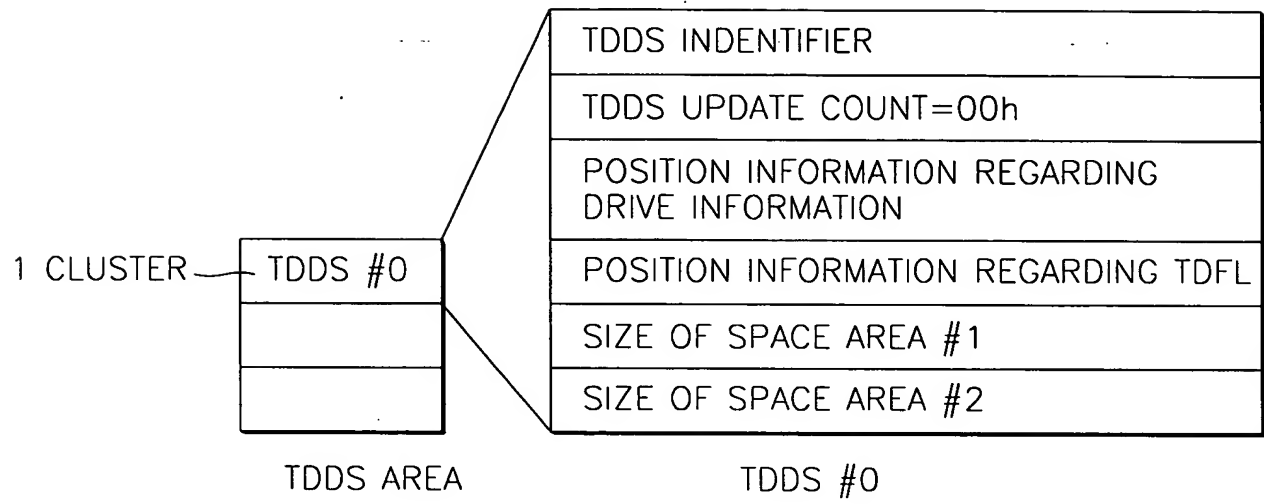 TDDS INDENTIFIER
TDDS UPDATE COUNT=00h
POSITION INFORMATION REGARDING
DRIVE INFORMATION
POSITION INFORMATION REGARDING TDFL
SIZE OF SPACE AREA #1
SIZE OF SPACE AREA #2
1 CLUSTER
TDDS #0
TDDS AREA
TDDS #0